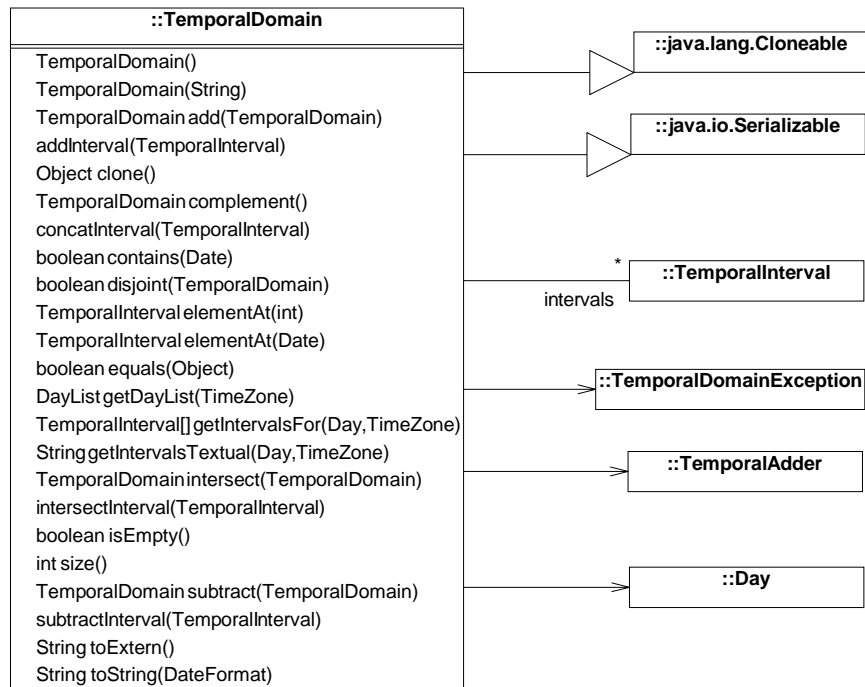 ::TemporalDomain
TemporalDomain()
TemporalDomain(String)
TemporalDomain add(TemporalDomain)
addInterval(TemporalInterval)
Object clone()
TemporalDomain complement()
concatInterval(TemporalInterval)
boolean contains(Date)
boolean disjoint(TemporalDomain)
TemporalInterval elementAt(int)
TemporalInterval elementAt(Date)
boolean equals(Object)
DayList getDayList(TimeZone)
TemporalInterval[] getIntervalsFor(Day,TimeZone)
String getIntervalsTextual(Day,TimeZone)
TemporalDomain intersect(TemporalDomain)
intersectInterval(TemporalInterval)
boolean isEmpty()
int size()
TemporalDomain subtract(TemporalDomain)
subtractInterval(TemporalInterval)
String toExtern()
String toString(DateFormat)
::java.lang.Cloneable
::java.io.Serializable
*
::TemporalInterval
intervals
::TemporalDomainException
::TemporalAdder
::Day